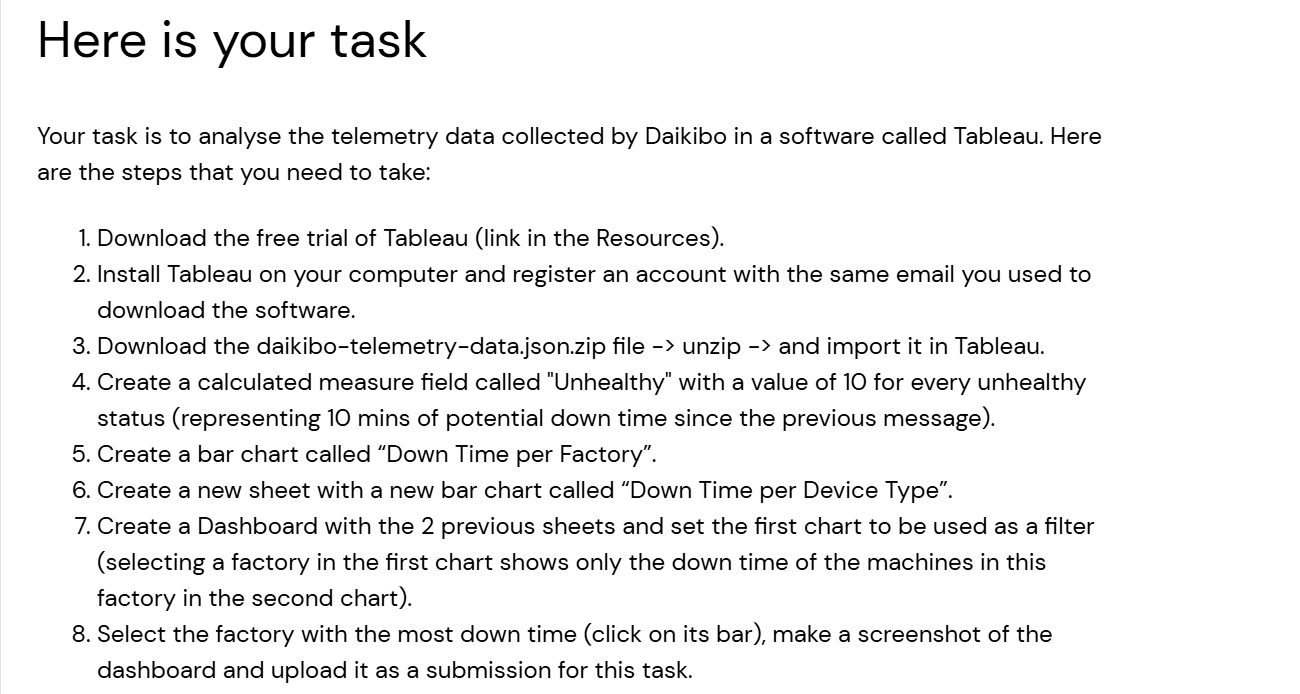 Here is your task
Your task is to analyse the telemetry data collected by Daikibo in a software called Tableau. Here
are the steps that you need to take:
1. Download the free trial of Tableau (link in the Resources).
2. Install Tableau on your computer and register an account with the same email you used to
download the software.
3. Download the daikibo-telemetry-data.json.zip file -> unzip -> and import it in Tableau.
4. Create a calculated measure field called "Unhealthy" with a value of 10 for every unhealthy
status (representing 10 mins of potential down time since the previous message).
5. Create a bar chart called “Down Time per Factory”.
6. Create a new sheet with a new bar chart called “Down Time per Device Type”.
7. Create a Dashboard with the 2 previous sheets and set the first chart to be used as a filter
(selecting a factory in the first chart shows only the down time of the machines in this
factory in the second chart).
8. Select the factory with the most down time (click on its bar), make a screenshot of the
dashboard and upload it as a submission for this task.